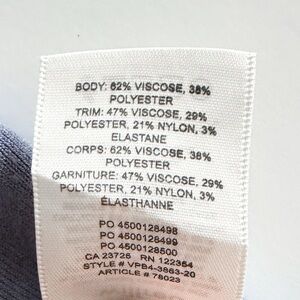 BODY: 62% VISCOSE, 38%
POLYESTER
TRIM: 47% VISCOSE, 29%
POLYESTER, 21% NYLON, 3%
ELASTANE
CORPS: 62% VISCOSE, 38%
POLYESTER
GARNITURE: 47% VISCOSE, 29%
POLYESTER, 21% NYLON, 3%
ÉLASTHANNE
PO 4500128498
PO 4500128499
PO 4500128500
CA 23726 RN 122354
STYLE # VPB4-3863-20
ARTICLE # 78023